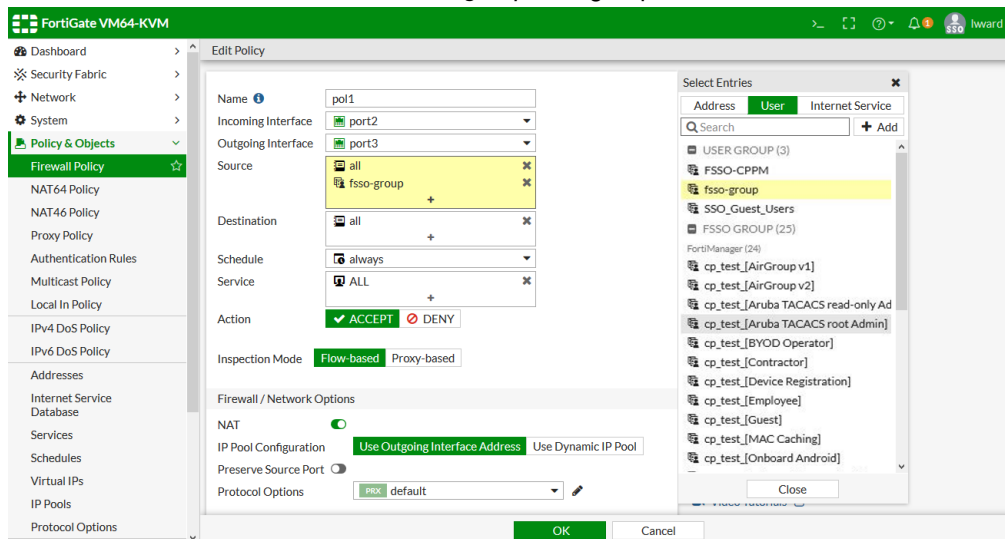 FortiGate VM64-KVM
>_
1
sso
lward
Dashboard
Security Fabric
Network
System
Policy & Objects
Firewall Policy
NAT64 Policy
NAT46 Policy
Proxy Policy
Authentication Rules
Multicast Policy
Local In Policy
IPv4 DoS Policy
IPv6 DoS Policy
Addresses
Internet Service
Database
Services
Schedules
Virtual IPs
IP Pools
Protocol Options
Edit Policy
Name
pol1
Incoming Interface
port2
Outgoing Interface
port3
Source
all
fsso-group
+
Destination
all
+
Schedule
always
Service
ALL
+
Action
ACCEPT
DENY
Inspection Mode
Flow-based
Proxy-based
Firewall / Network Options
NAT
IP Pool Configuration
Use Outgoing Interface Address
Use Dynamic IP Pool
Preserve Source Port
Protocol Options
PRX default
OK
Cancel
Select Entries
Address
User
Internet Service
Search
+ Add
USER GROUP (3)
FSSO-CPPM
fsso-group
SSO_Guest_Users
FSSO GROUP (25)
FortiManager (24)
cp_test_[AirGroup v1]
cp_test_[AirGroup v2]
cp_test_[Aruba TACACS read-only Ad
cp_test_[Aruba TACACS root Admin]
cp_test_[BYOD Operator]
cp_test_[Contractor]
cp_test_[Device Registration]
cp_test_[Employee]
cp_test_[Guest]
cp_test_[MAC Caching]
cp_test_[Onboard Android]
Close